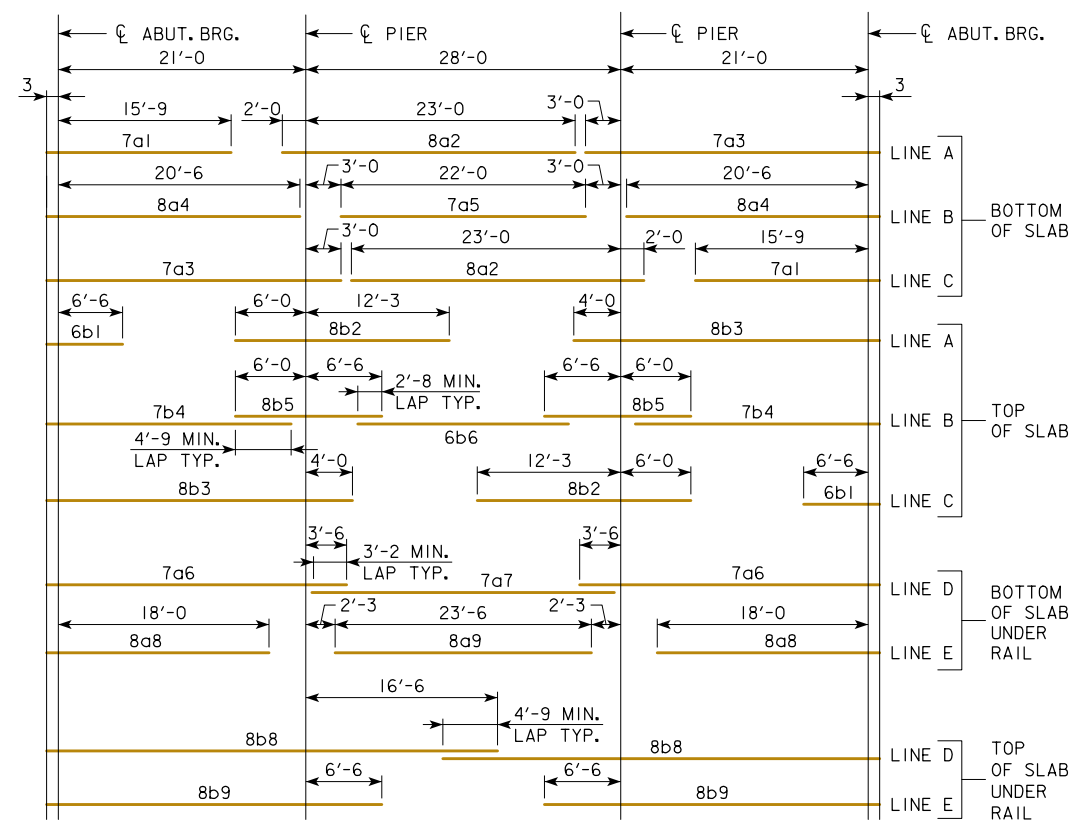 ℄ ABUT. BRG. ℄ PIER ℄ PIER ℄ ABUT. BRG.
21'-0 28'-0 21'-0
3 3
15'-9 2'-0 23'-0 3'-0
7a1 8a2 7a3 LINE A
20'-6 3'-0 22'-0 3'-0 20'-6
8a4 7a5 8a4 LINE B
BOTTOM
OF SLAB
3'-0 23'-0 2'-0 15'-9
7a3 8a2 7a1 LINE C
6'-6 6'-0 12'-3 4'-0
6b1 8b2 8b3 LINE A
6'-0 6'-6 2'-8 MIN.
LAP TYP.
6'-6 6'-0
7b4 8b5 6b6 8b5 7b4 LINE B
TOP
OF SLAB
4'-9 MIN.
LAP TYP.
4'-0 12'-3 6'-0 6'-6
8b3 8b2 6b1 LINE C
3'-6 3'-6
3'-2 MIN.
LAP TYP.
7a6 7a7 7a6 LINE D
BOTTOM
OF SLAB
UNDER
RAIL
18'-0 2'-3 23'-6 2'-3 18'-0
8a8 8a9 8a8 LINE E
16'-6
4'-9 MIN.
LAP TYP.
8b8 8b8 LINE D
TOP
OF SLAB
UNDER
RAIL
6'-6 6'-6
8b9 8b9 LINE E